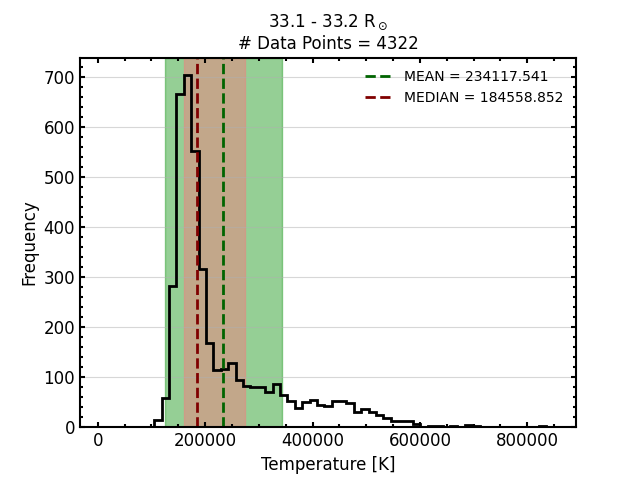 33.1 - 33.2 R⊙
# Data Points = 4322
MEAN = 234117.541
MEDIAN = 184558.852
700
600
500
400
300
200
100
0
Frequency
0 200000 400000 600000 800000
Temperature [K]